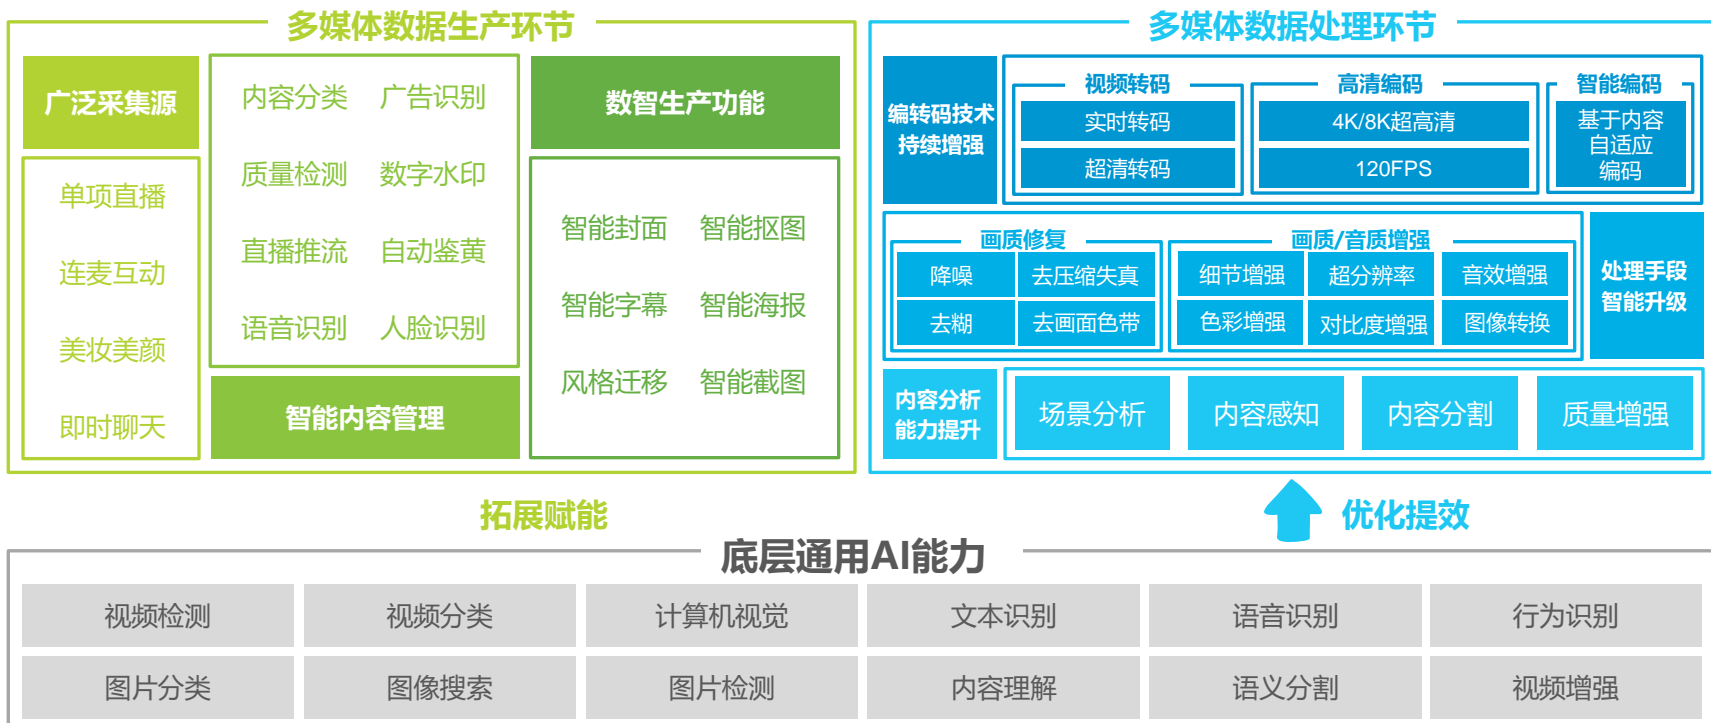 多媒体数据生产环节
广泛采集源
单项直播
连麦互动
美妆美颜
即时聊天
内容分类 广告识别
质量检测 数字水印
直播推流 自动鉴黄
语音识别 人脸识别
智能内容管理
数智生产功能
智能封面 智能抠图
智能字幕 智能海报
风格迁移 智能截图
多媒体数据处理环节
编转码技术
持续增强
视频转码
实时转码
超清转码
高清编码
4K/8K超高清
120FPS
智能编码
基于内容
自适应
编码
画质修复
降噪 去压缩失真
去糊 去画面色带
画质/音质增强
细节增强 超分辨率 音效增强
色彩增强 对比度增强 图像转换
处理手段
智能升级
内容分析
能力提升
场景分析 内容感知 内容分割 质量增强
拓展赋能
优化提效
底层通用AI能力
视频检测 视频分类 计算机视觉 文本识别 语音识别 行为识别
图片分类 图像搜索 图片检测 内容理解 语义分割 视频增强